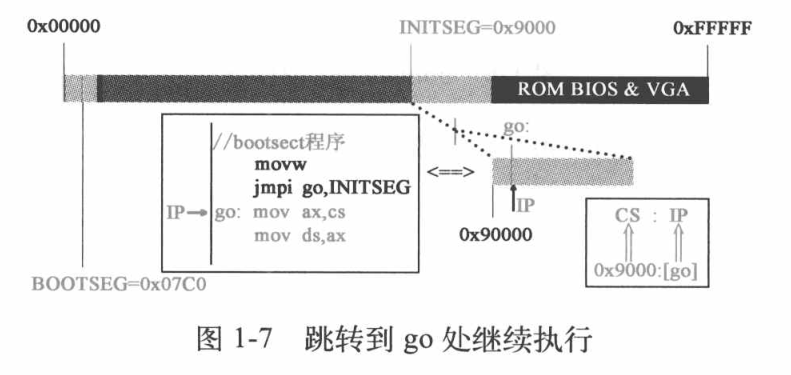 0x00000
INITSEG=0x9000
0xFFFFF
ROM BIOS & VGA
//bootsect程序
movw
jmpi go,INITSEG
IP
go: mov ax,cs
mov ds,ax
<==>
go:
IP
0x90000
CS : IP
0x9000:[go]
BOOTSEG=0x07C0
图 1-7 跳转到 go 处继续执行